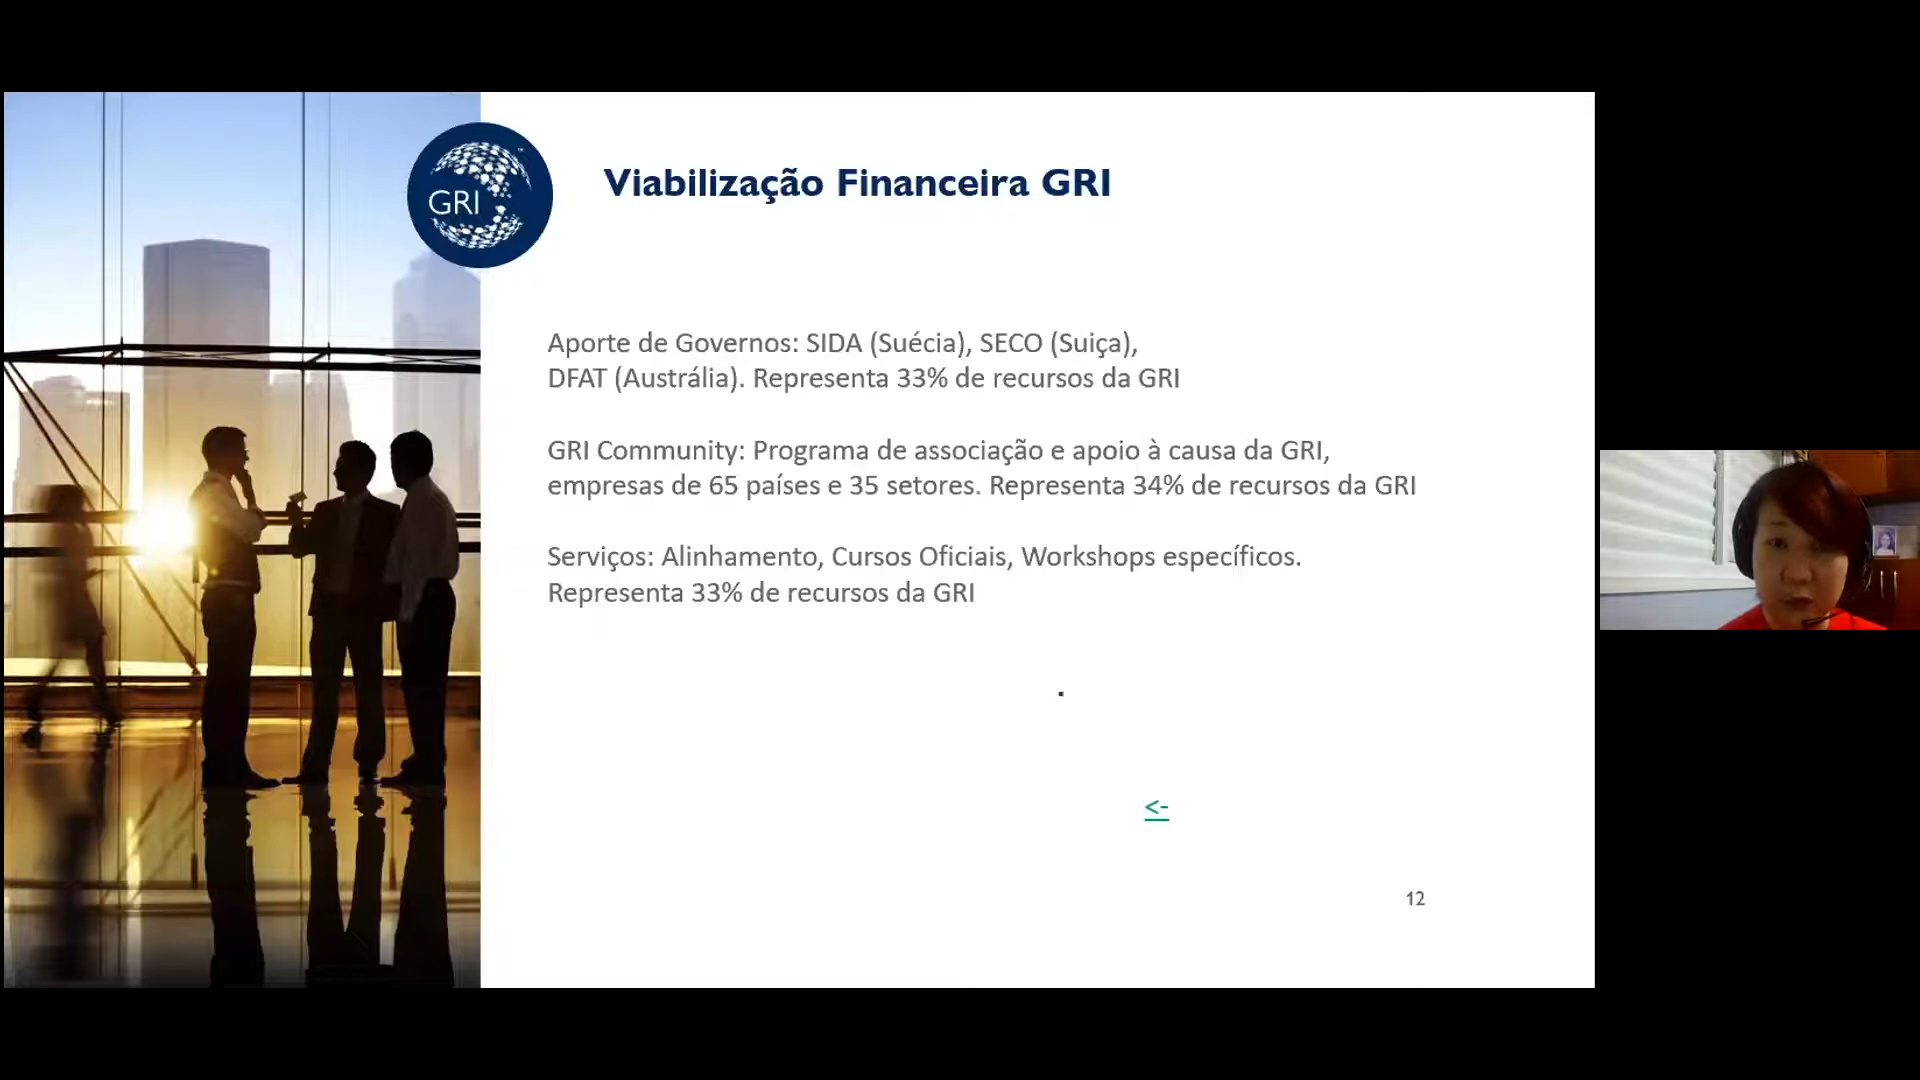 GRI
Viabilização Financeira GRI
Aporte de Governos: SIDA (Suécia), SECO (Suiça),
DFAT (Austrália). Representa 33% de recursos da GRI
GRI Community: Programa de associação e apoio à causa da GRI,
empresas de 65 países e 35 setores. Representa 34% de recursos da GRI
Serviços: Alinhamento, Cursos Oficiais, Workshops específicos.
Representa 33% de recursos da GRI
.
<-
12